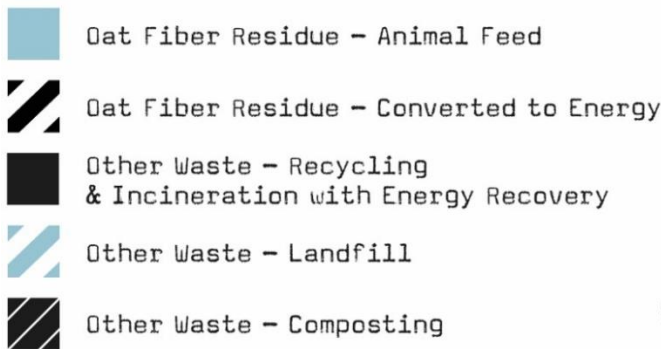 Oat Fiber Residue – Animal Feed
Oat Fiber Residue – Converted to Energy
Other Waste – Recycling
& Incineration with Energy Recovery
Other Waste – Landfill
Other Waste – Composting